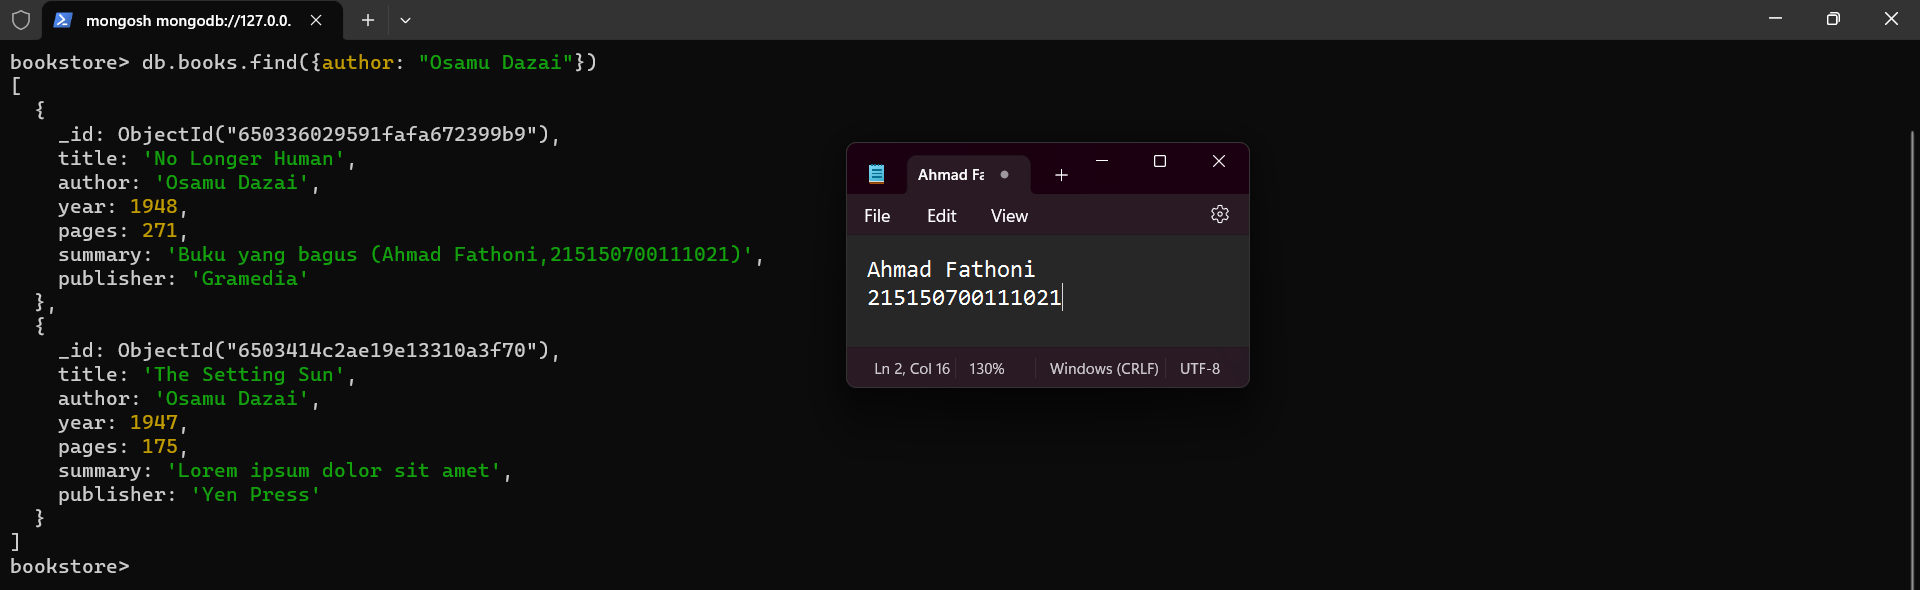 mongosh mongodb://127.0.0.
bookstore> db.books.find({author: "Osamu Dazai"})
[
  {
    _id: ObjectId("650336029591fafa672399b9"),
    title: 'No Longer Human',
    author: 'Osamu Dazai',
    year: 1948,
    pages: 271,
    summary: 'Buku yang bagus (Ahmad Fathoni,215150700111021)',
    publisher: 'Gramedia'
  },
  {
    _id: ObjectId("6503414c2ae19e13310a3f70"),
    title: 'The Setting Sun',
    author: 'Osamu Dazai',
    year: 1947,
    pages: 175,
    summary: 'Lorem ipsum dolor sit amet',
    publisher: 'Yen Press'
  }
]
bookstore>
Ahmad Fa
File Edit View
Ahmad Fathoni
215150700111021
Ln 2, Col 16 130% Windows (CRLF) UTF-8